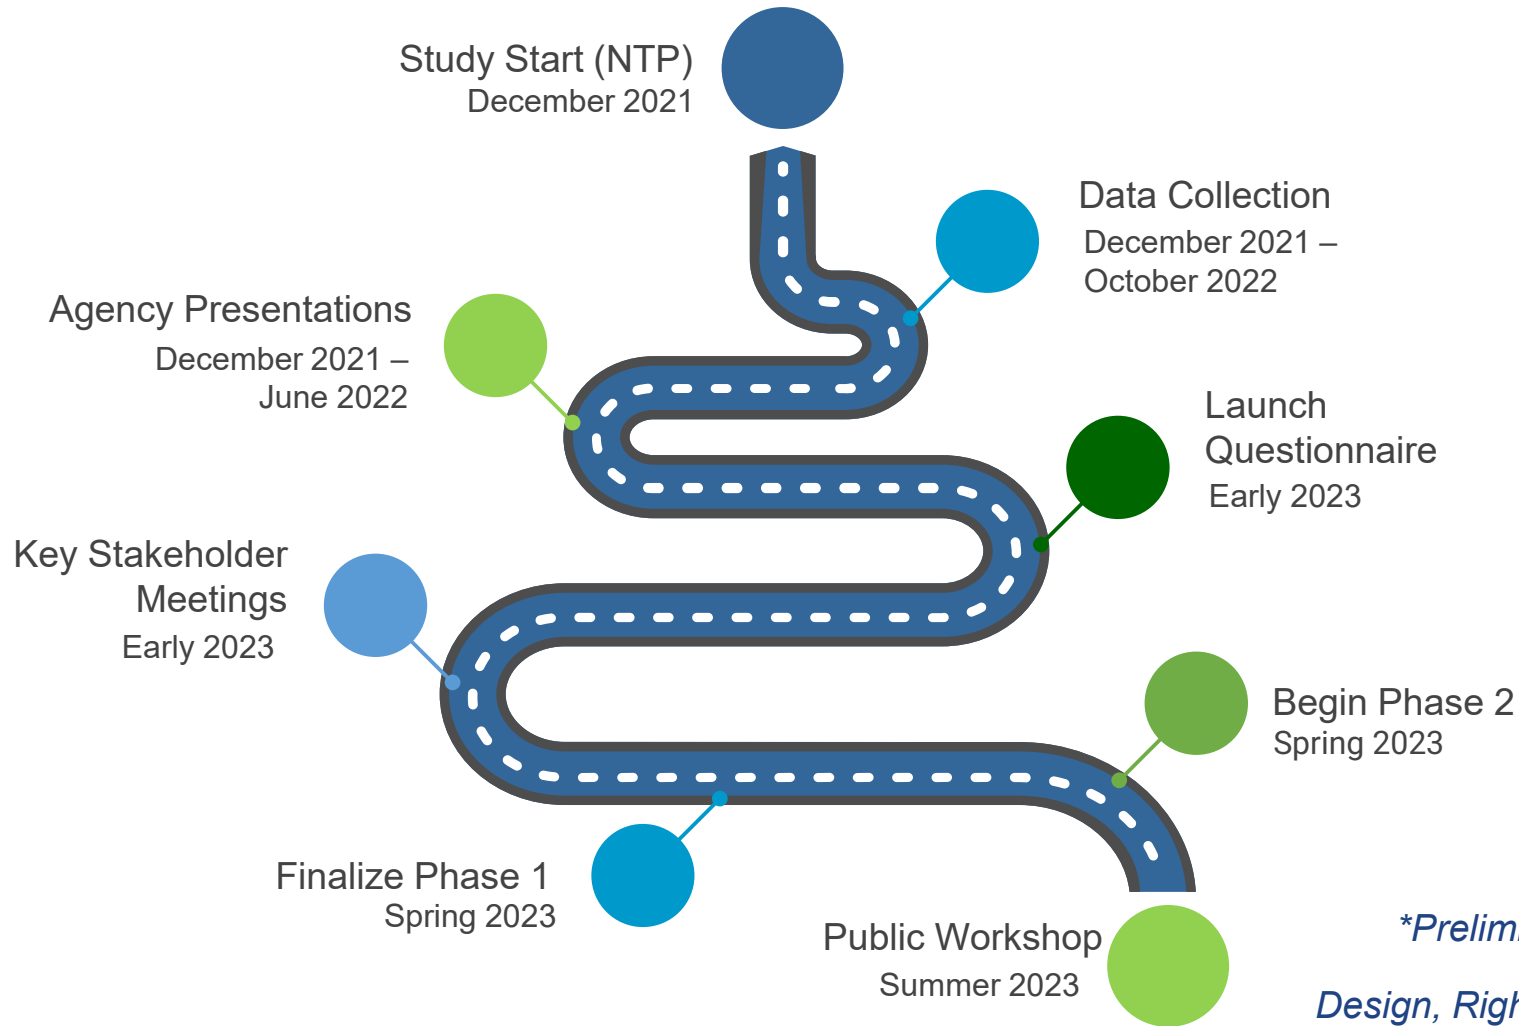 Study Start (NTP)
December 2021
Data Collection
December 2021 –
October 2022
Agency Presentations
December 2021 –
June 2022
Launch
Questionnaire
Early 2023
Key Stakeholder
Meetings
Early 2023
Begin Phase 2
Spring 2023
Finalize Phase 1
Spring 2023
Public Workshop
Summer 2023
Design,